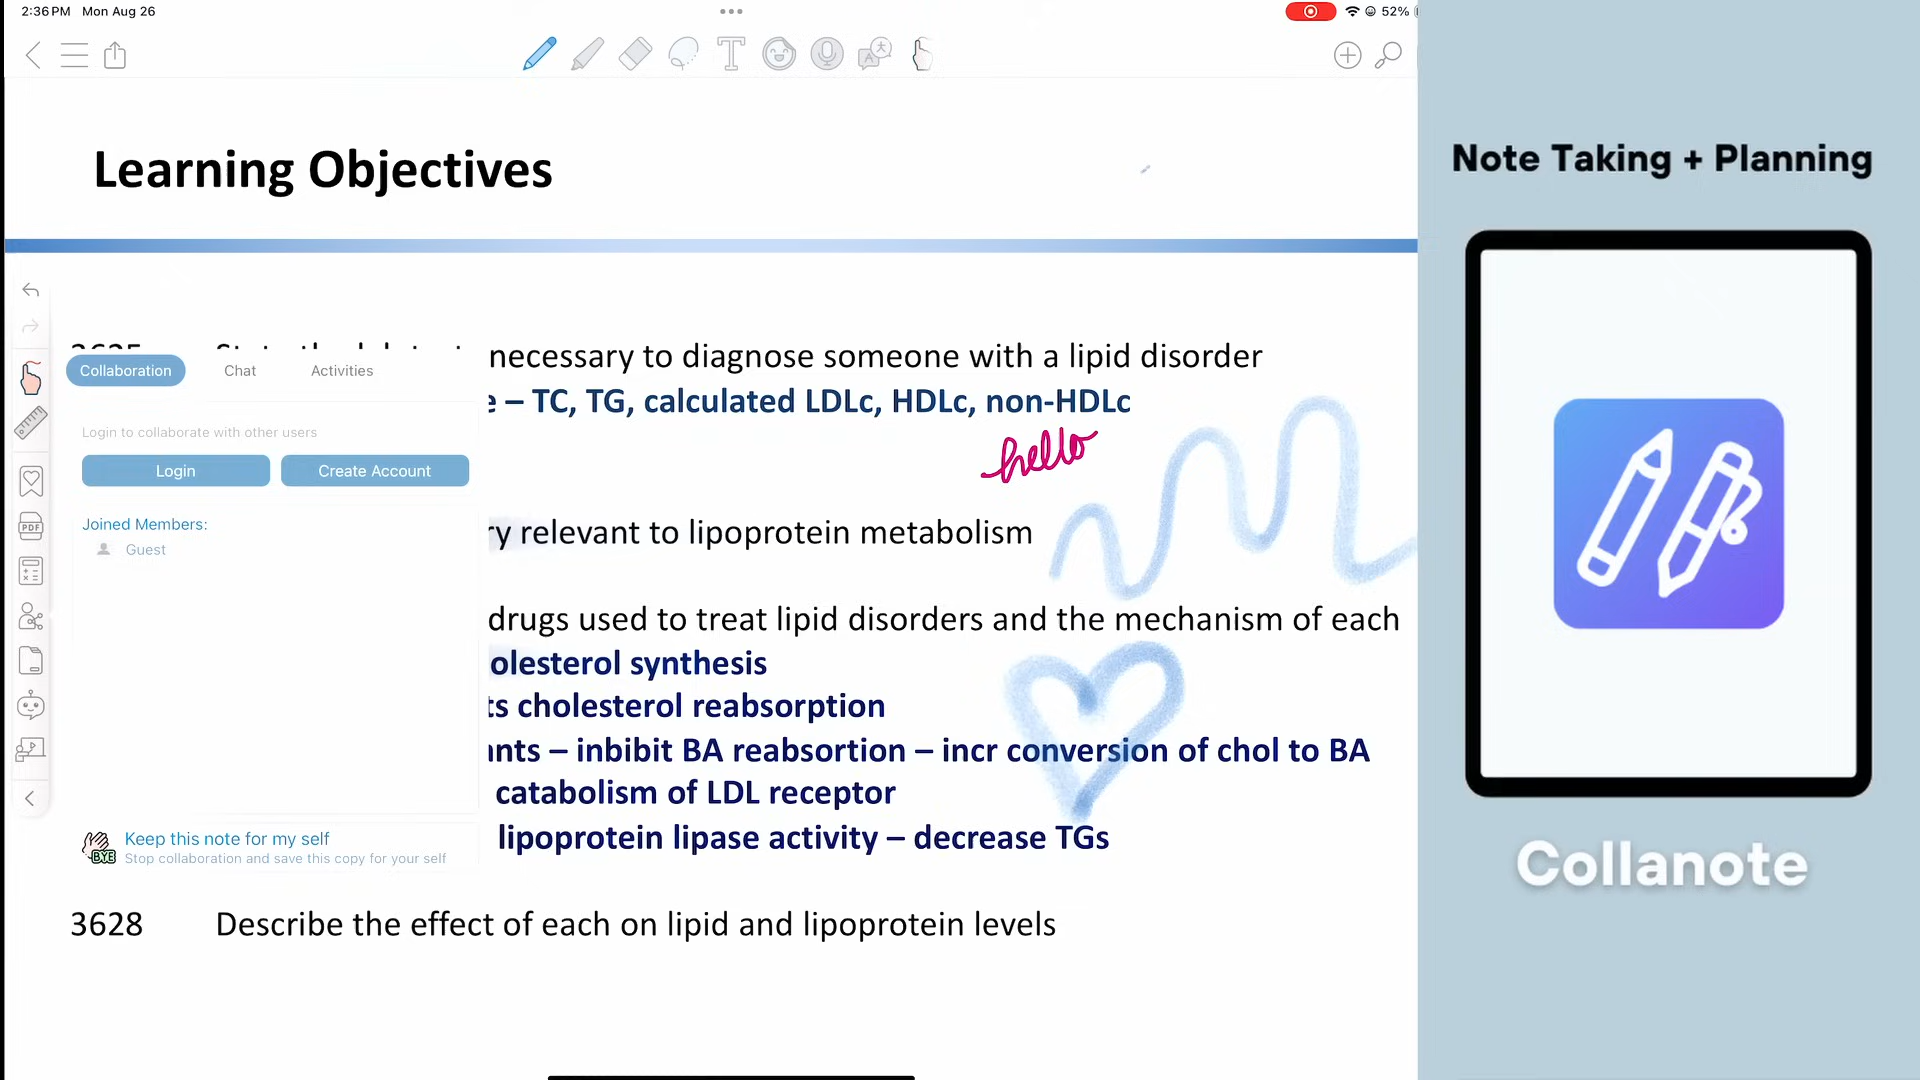 2:36 PM Mon Aug 26
52%
Learning Objectives
necessary to diagnose someone with a lipid disorder
e – TC, TG, calculated LDLc, HDLc, non-HDLc
hello
ry relevant to lipoprotein metabolism
drugs used to treat lipid disorders and the mechanism of each
olesterol synthesis
ts cholesterol reabsorption
ants – inbibit BA reabsortion – incr conversion of chol to BA
catabolism of LDL receptor
lipoprotein lipase activity – decrease TGs
3628 Describe the effect of each on lipid and lipoprotein levels
Collaboration Chat Activities
Login to collaborate with other users
Login Create Account
Joined Members:
Guest
Keep this note for my self
Stop collaboration and save this copy for your self
BYE
PDF
Note Taking + Planning
Collanote